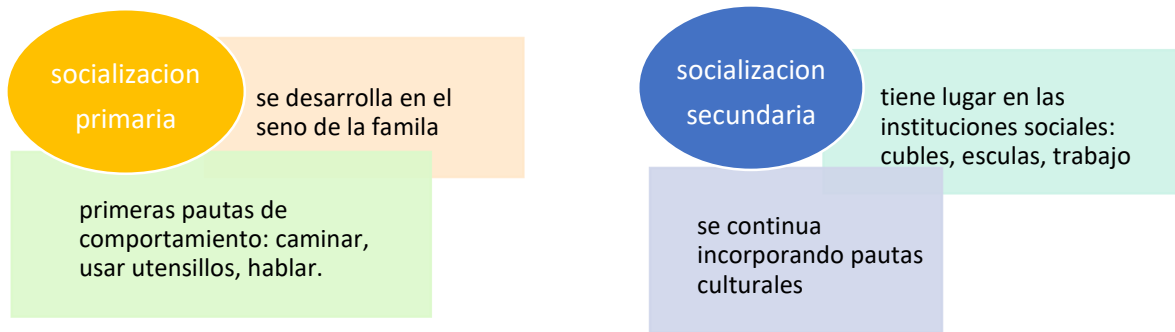 socializacion
primaria
se desarrolla en el
seno de la famila
primeras pautas de
comportamiento: caminar,
usar utensillos, hablar.
socializacion
secundaria
tiene lugar en las
instituciones sociales:
cubles, esculas, trabajo
se continua
incorporando pautas
culturales